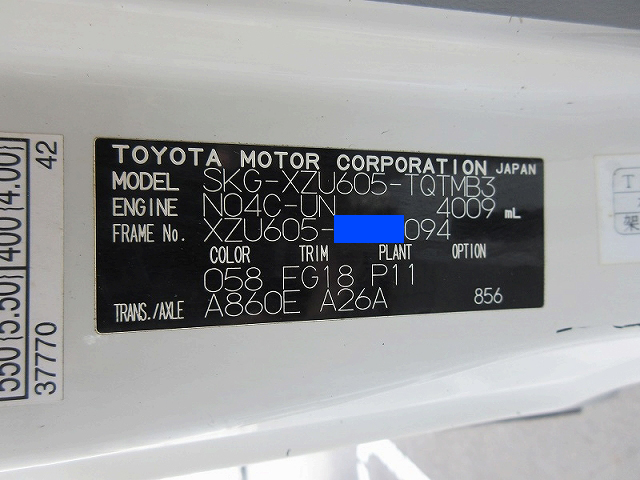 TOYOTA MOTOR CORPORATION JAPAN
MODEL SKG-XZU605-TQTMB3
ENGINE N04C-UN 4009 mL
FRAME No. XZU605- 094
COLOR TRIM PLANT OPTION
058 FG18 P11
TRANS./AXLE A860E A26A 856
550 (5.50) 400 (4.00)
37770 42
T
架